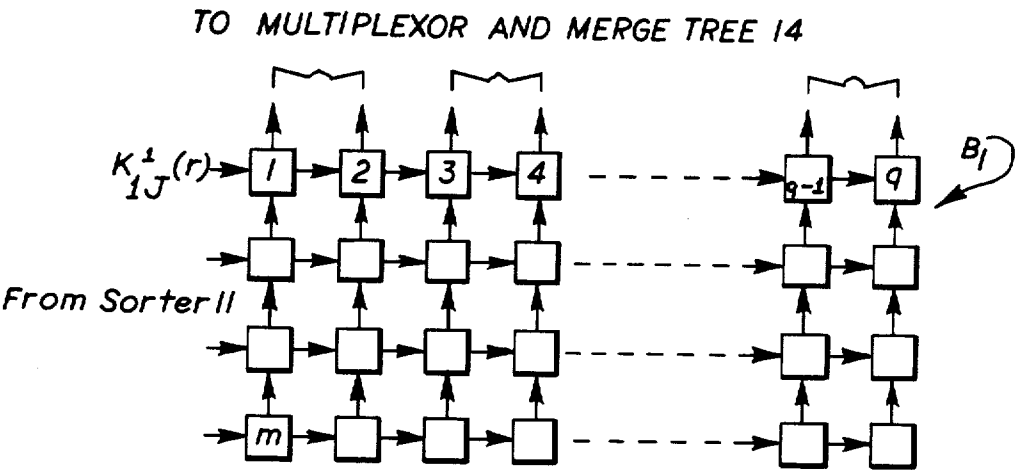 TO MULTIPLEXOR AND MERGE TREE 14
K¹₁J(r) 1 2 3 4 q-1 q B₁
From Sorter 11
m